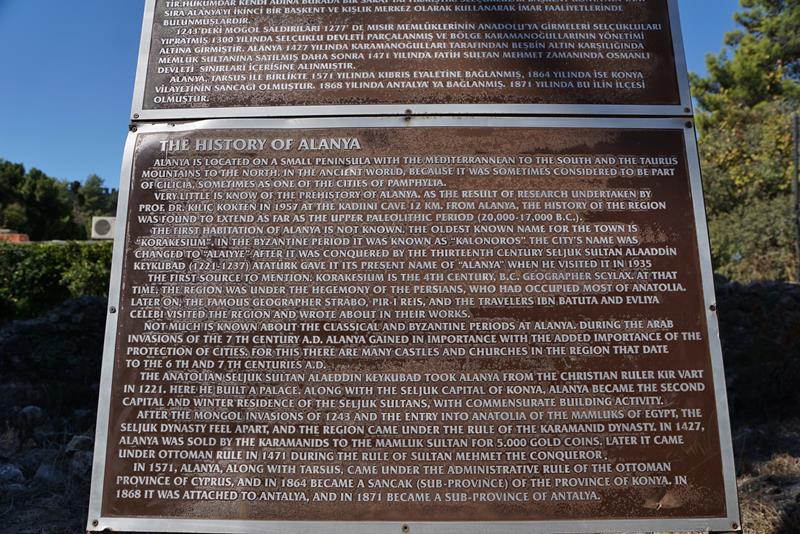 TİR. HÜKÜMDAR KENDİ ADINA BURADA BİR SARAY
SIRA ALANYA'YI İKİNCİ BİR BAŞKENT VE KIŞLIK MERKEZ OLARAK KULLANARAK İMAR FAALİYETLERİNDE
BULUNMUŞLARDIR.
1243'DEKİ MOGOL SALDIRILARI 1277' DE MISIR MEMLÜKLERİNİN ANADOLU'YA GİRMELERİ SELÇUKLULARI
YIPRATMIŞ 1300 YILINDA SELÇUKLU DEVLETİ PARÇALANMIŞ VE BÖLGE KARAMANOĞULLARININ YÖNETİMİ
ALTINA GİRMİŞTİR. ALANYA 1427 YILINDA KARAMANOĞULLARI TARAFINDAN BEŞBİN ALTIN KARŞILIĞINDA
MEMLÜK SULTANINA SATILMIŞ DAHA SONRA 1471 YILINDA FATİH SULTAN MEHMET ZAMANINDA OSMANLI
DEVLETİ SINIRLARI İÇERİSİNE ALINMIŞTIR.
ALANYA, TARSUS İLE BİRLİKTE 1571 YILINDA KIBRIS EYALETİNE BAĞLANMIŞ, 1864 YILINDA İSE KONYA
VİLAYETİNİN SANCAĞI OLMUŞTUR. 1868 YILINDA ANTALYA' YA BAĞLANMIŞ. 1871 YILINDA BU İLİN İLÇESİ
OLMUŞTUR.
THE HISTORY OF ALANYA
ALANYA IS LOCATED ON A SMALL PENINSULA WITH THE MEDITERRANNEAN TO THE SOUTH AND THE TAURUS
MOUNTAINS TO THE NORTH. IN THE ANCIENT WORLD, BECAUSE IT WAS SOMETIMES CONSIDERED TO BE PART
OF CILICIA, SOMETIMES AS ONE OF THE CITIES OF PAMPHYLIA.
VERY LITTLE IS KNOW OF THE PREHISTORY OF ALANYA. AS THE RESULT OF RESEARCH UNDERTAKEN BY
PROF. DR. KILIÇ KÖKTEN IN 1957 AT THE KADIINI CAVE 12 KM. FROM ALANYA, THE HISTORY OF THE REGION
WAS FOUND TO EXTEND AS FAR AS THE UPPER PALEOLITHIC PERIOD (20,000-17,000 B.C.).
THE FIRST HABITATION OF ALANYA IS NOT KNOWN. THE OLDEST KNOWN NAME FOR THE TOWN IS
"KORAKESIUM". IN THE BYZANTINE PERIOD IT WAS KNOWN AS "KALONOROS" THE CITY'S NAME WAS
CHANGED TO "ALAIYYE" AFTER IT WAS CONQUERED BY THE THIRTEENTH CENTURY SELJUK SULTAN ALAADDİN
KEYKUBAD (1221-1237) ATATÜRK GAVE IT ITS PRESENT NAME OF "ALANYA" WHEN HE VISITED IT IN 1935
THE FIRST SOURCE TO MENTION. KORAKESIUM IS THE 4TH CENTURY, B.C. GEOGRAPHER SCYLAX. AT THAT
TIME, THE REGION WAS UNDER THE HEGEMONY OF THE PERSIANS, WHO HAD OCCUPIED MOST OF ANATOLIA.
LATER ON, THE FAMOUS GEOGRAPHER STRABO, PIR-I REIS, AND THE TRAVELERS IBN BATUTA AND EVLIYA
CELEBI VISITED THE REGION AND WROTE ABOUT IN THEIR WORKS.
NOT MUCH IS KNOWN ABOUT THE CLASSICAL AND BYZANTINE PERIODS AT ALANYA. DURING THE ARAB
INVASIONS OF THE 7 TH CENTURY A.D. ALANYA GAINED IN IMPORTANCE WITH THE ADDED IMPORTANCE OF THE
PROTECTION OF CITIES. FOR THIS THERE ARE MANY CASTLES AND CHURCHES IN THE REGION THAT DATE
TO THE 6 TH AND 7 TH CENTURIES A.D.
THE ANATOLIAN SELJUK SULTAN ALAEDDIN KEYKUBAD TOOK ALANYA FROM THE CHRISTIAN RULER KIR VART
IN 1221. HERE HE BUILT A PALACE. ALONG WITH THE SELJUK CAPITAL OF KONYA, ALANYA BECAME THE SECOND
CAPITAL AND WINTER RESIDENCE OF THE SELJUK SULTANS, WITH COMMENSURATE BUILDING ACTIVITY.
AFTER THE MONGOL INVASIONS OF 1243 AND THE ENTRY INTO ANATOLIA OF THE MAMLUKS OF EGYPT, THE
SELJUK DYNASTY FEEL APART, AND THE REGION CAME UNDER THE RULE OF THE KARAMANID DYNASTY. IN 1427,
ALANYA WAS SOLD BY THE KARAMANIDS TO THE MAMLUK SULTAN FOR 5.000 GOLD COINS. LATER IT CAME
UNDER OTTOMAN RULE IN 1471 DURING THE RULE OF SULTAN MEHMET THE CONQUEROR.
IN 1571, ALANYA, ALONG WITH TARSUS, CAME UNDER THE ADMINISTRATIVE RULE OF THE OTTOMAN
PROVINCE OF CYPRUS, AND IN 1864 BECAME A SANCAK (SUB-PROVINCE) OF THE PROVINCE OF KONYA. IN
1868 IT WAS ATTACHED TO ANTALYA, AND IN 1871 BECAME A SUB-PROVINCE OF ANTALYA.